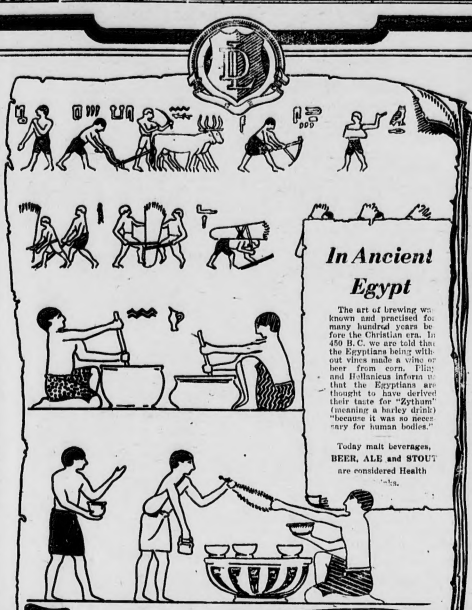 In Ancient
Egypt
The art of brewing was
known and practised for
many hundred years be-
fore the Christian era. In
450 B. C. we are told that
the Egyptians being with-
out vines made a wine or
beer from corn. Pliny
and Hellanicus inform us
that the Egyptians are
thought to have derived
their taste for "Zythum"
(meaning a barley drink)
"because it was so neces-
sary for human bodies."
Today malt beverages,
BEER, ALE and STOUT
are considered Health